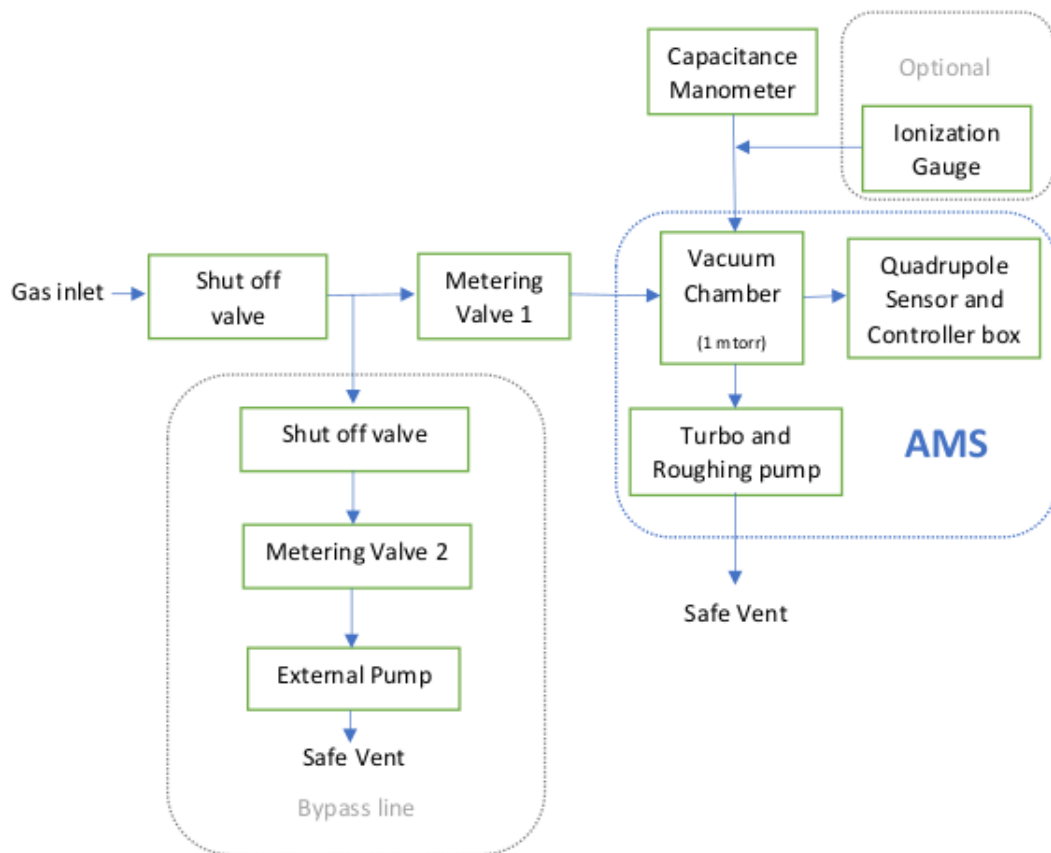 Capacitance
Manometer
Optional
Ionization
Gauge
Gas inlet
Shut off
valve
Metering
Valve 1
Vacuum
Chamber
(1 mtorr)
Quadrupole
Sensor and
Controller box
Shut off valve
Turbo and
Roughing pump
AMS
Metering Valve 2
Safe Vent
External Pump
Safe Vent
Bypass line